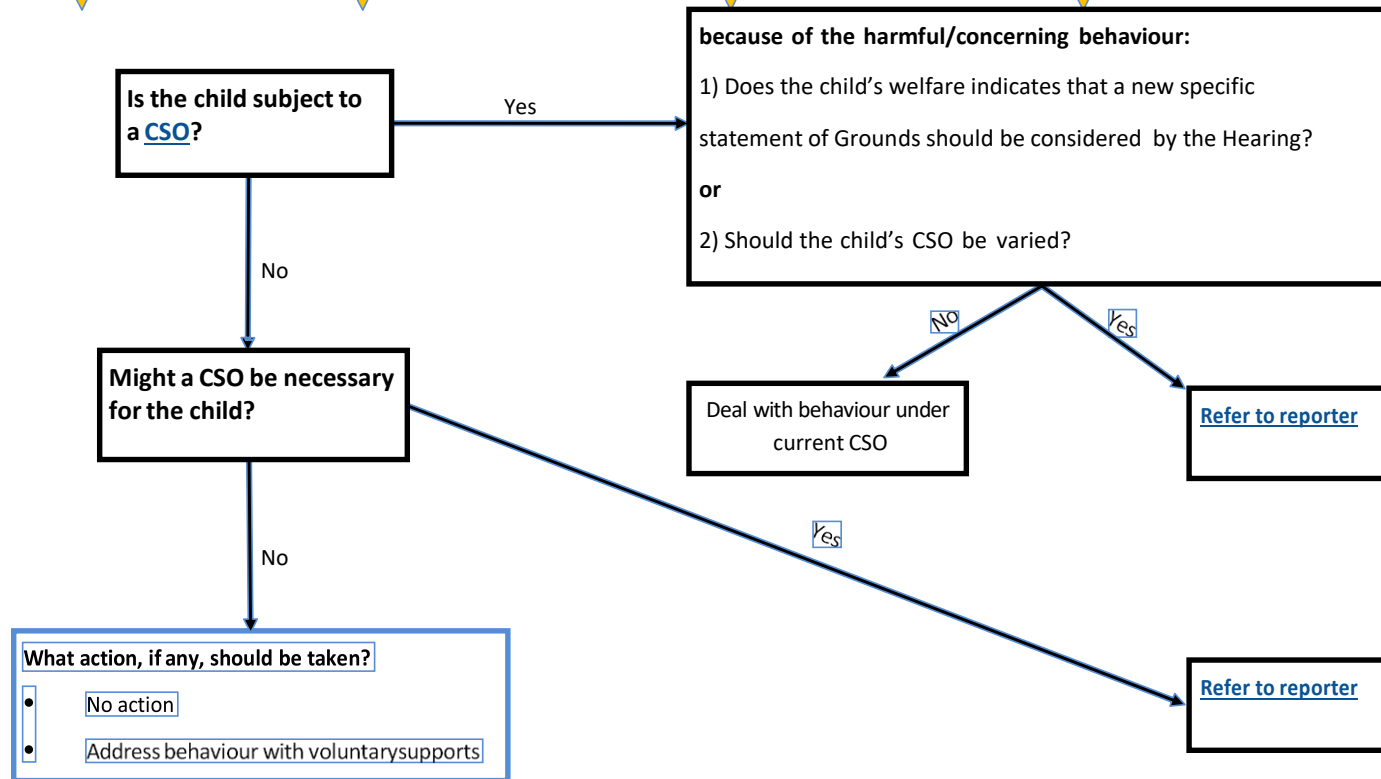 because of the harmful/concerning behaviour:
1) Does the child’s welfare indicates that a new specific
statement of Grounds should be considered by the Hearing?
or
2) Should the child’s CSO be varied?
Is the child subject to
a CSO?
Yes
No
No
Yes
Might a CSO be necessary
for the child?
Deal with behaviour under
current CSO
Refer to reporter
Yes
No
What action, if any, should be taken?
• No action
• Address behaviour with voluntarysupports
Refer to reporter